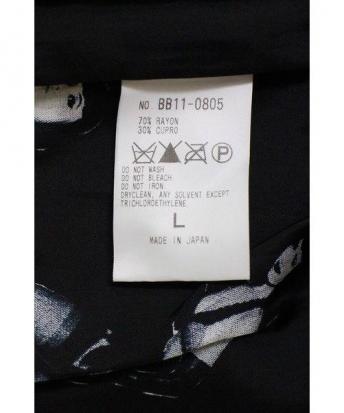 NO. BB11-0805
70% RAYON
30% CUPRO
P
DO NOT WASH
DO NOT BLEACH
DO NOT IRON
DRYCLEAN, ANY SOLVENT EXCEPT
TRICHLOROETHYLENE
L
MADE IN JAPAN